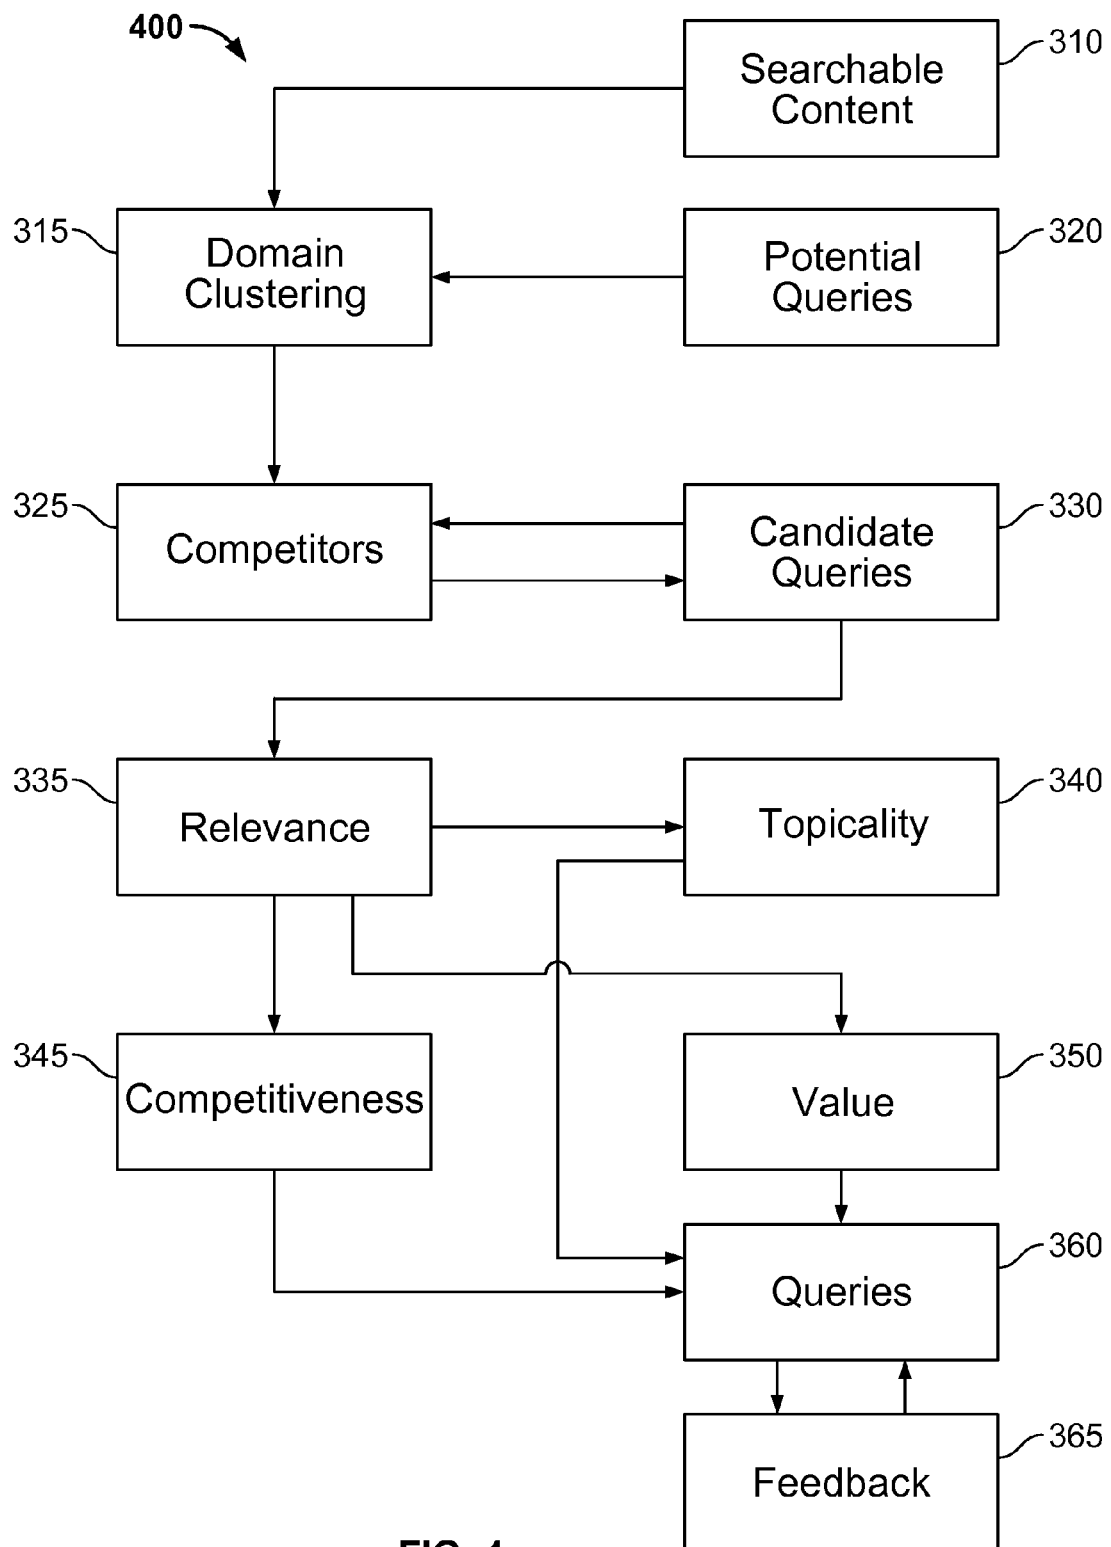 400
310
Searchable
Content
315
Domain
Clustering
320
Potential
Queries
325
Competitors
330
Candidate
Queries
335
Relevance
340
Topicality
345
Competitiveness
350
Value
360
Queries
365
Feedback